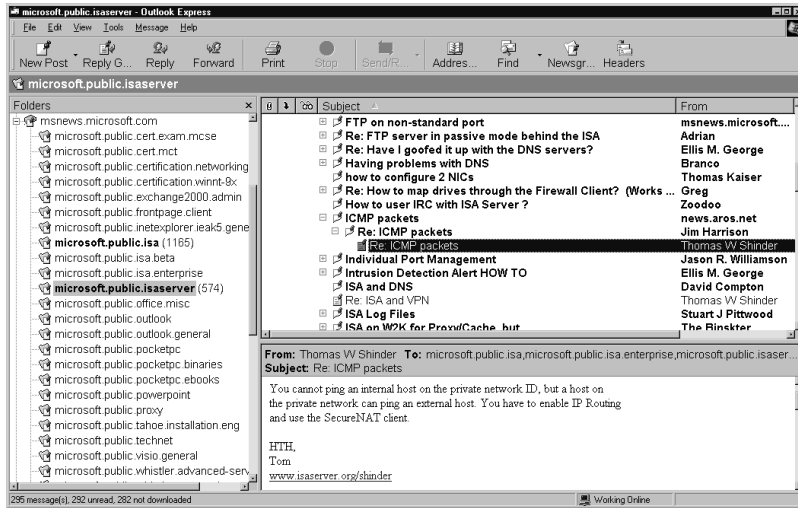 microsoft.public.isaserver - Outlook Express
File Edit View Tools Message Help
New Post Reply G... Reply Forward Print Stop Send/R... Addres... Find Newsgr... Headers
microsoft.public.isaserver
Folders
msnews.microsoft.com
microsoft.public.cert.exam.mcse
microsoft.public.cert.mct
microsoft.public.certification.networking
microsoft.public.certification.winnt-9x
microsoft.public.exchange2000.admin
microsoft.public.frontpage.client
microsoft.public.inetexplorer.ieak5.gene
microsoft.public.isa (1165)
microsoft.public.isa.beta
microsoft.public.isa.enterprise
microsoft.public.isaserver (574)
microsoft.public.office.misc
microsoft.public.outlook
microsoft.public.outlook.general
microsoft.public.pocketpc
microsoft.public.pocketpc.binaries
microsoft.public.pocketpc.ebooks
microsoft.public.powerpoint
microsoft.public.proxy
microsoft.public.tahoe.installation.eng
microsoft.public.technet
microsoft.public.visio.general
microsoft.public.whistler.advanced-serv
Subject From
FTP on non-standard port msnews.microsoft....
Re: FTP server in passive mode behind the ISA Adrian
Re: Have I goofed it up with the DNS servers? Ellis M. George
Having problems with DNS Branco
how to configure 2 NICs Thomas Kaiser
Re: How to map drives through the Firewall Client? (Works ... Greg
How to user IRC with ISA Server ? Zoodoo
ICMP packets news.aros.net
Re: ICMP packets Jim Harrison
Re: ICMP packets Thomas W Shinder
Individual Port Management Jason R. Williamson
Intrusion Detection Alert HOW TO Ellis M. George
ISA and DNS David Compton
Re: ISA and VPN Thomas W Shinder
ISA Log Files Stuart J Pittwood
ISA on W2K for Proxy/Cache, but The Binskter
From: Thomas W Shinder To: microsoft.public.isa,microsoft.public.isa.enterprise,microsoft.public.isaser...
Subject: Re: ICMP packets
You cannot ping an internal host on the private network ID, but a host on
the private network can ping an external host. You have to enable IP Routing
and use the SecureNAT client.
HTH,
Tom
www.isaserver.org/shinder
295 message(s), 292 unread, 282 not downloaded Working Online